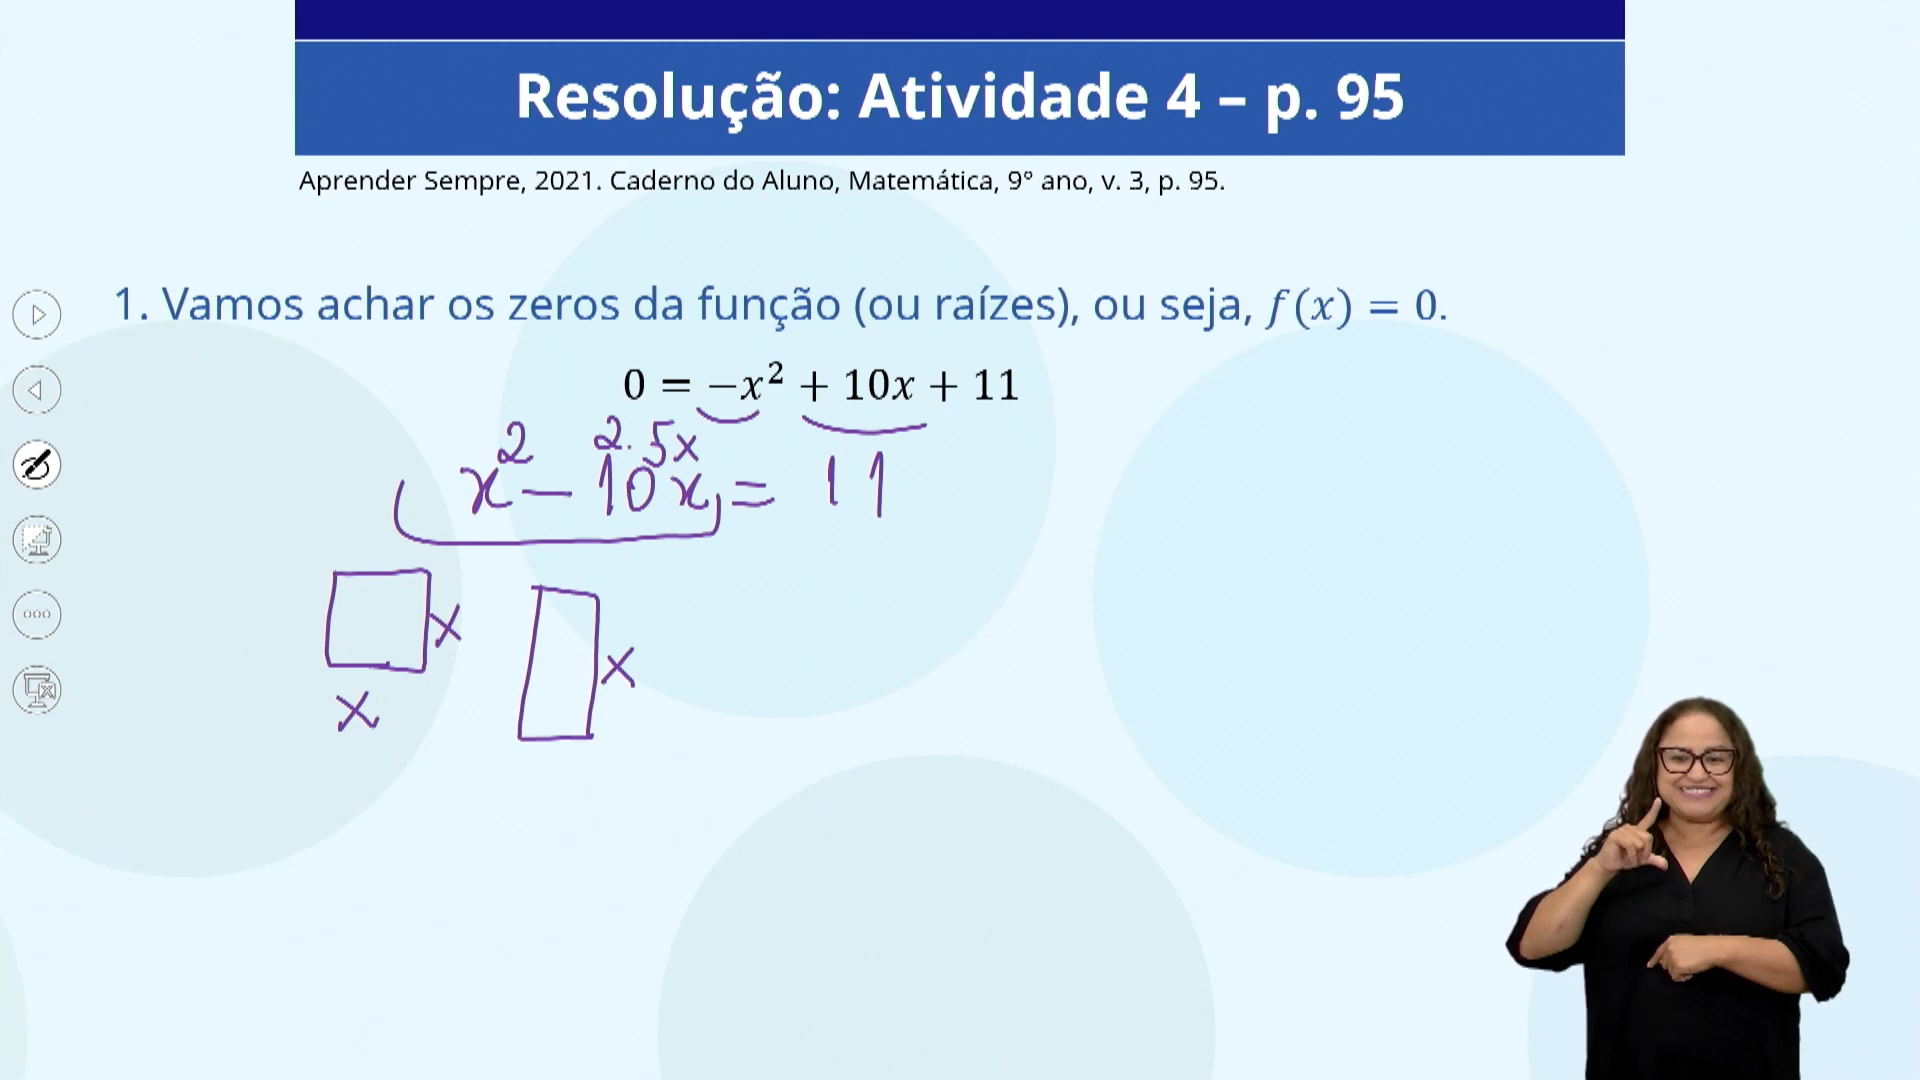 Resolução: Atividade 4 – p. 95
Aprender Sempre, 2021. Caderno do Aluno, Matemática, 9° ano, v. 3, p. 95.
1. Vamos achar os zeros da função (ou raízes), ou seja, f(x) = 0.
0 = −x² + 10x + 11
2. 5x
x² − 10x = 11
x
x
x